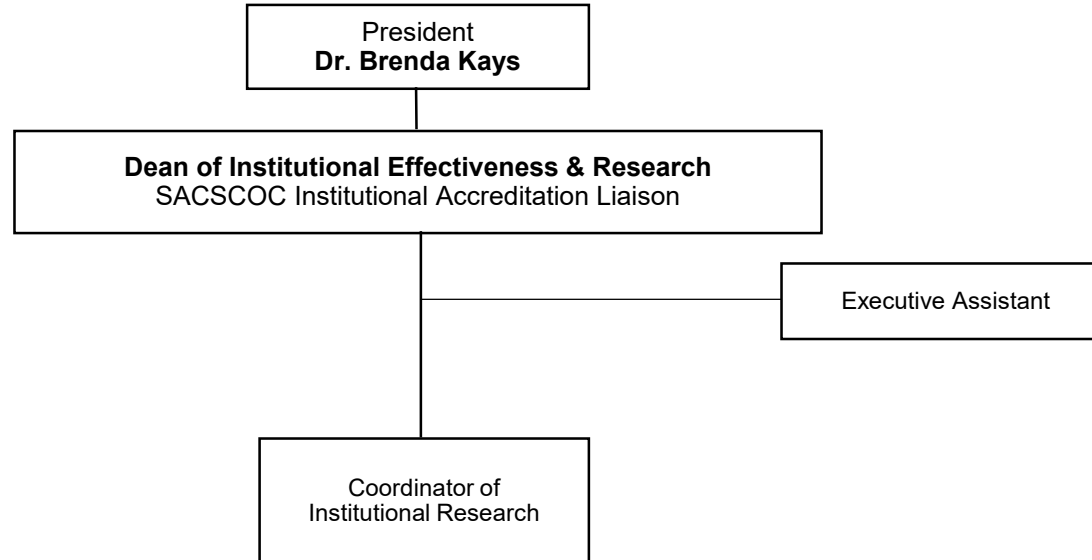 President
Dr. Brenda Kays
Dean of Institutional Effectiveness & Research
SACSCOC Institutional Accreditation Liaison
Executive Assistant
Coordinator of
Institutional Research